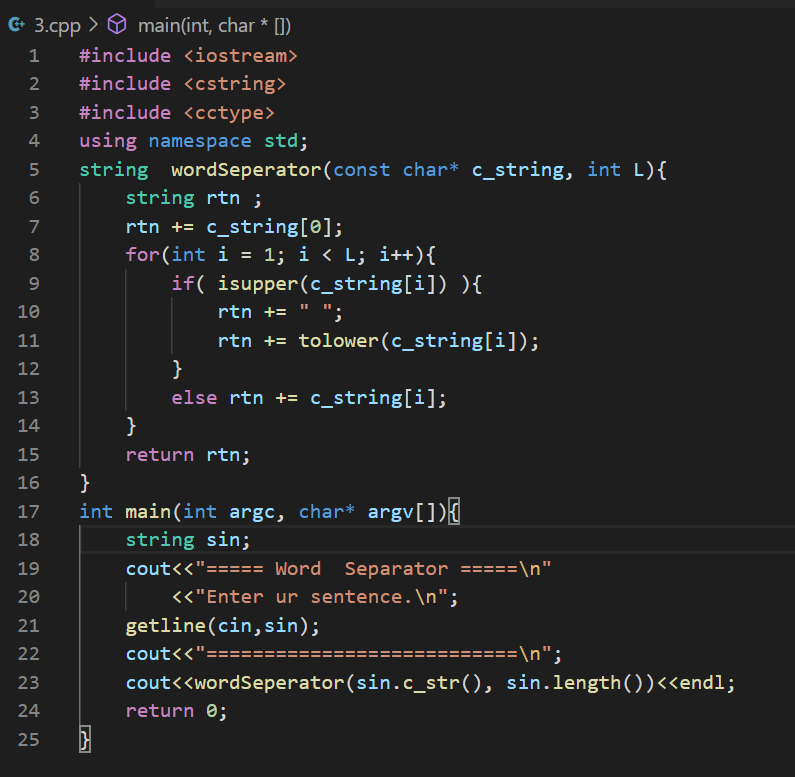 3.cpp > main(int, char * [])
1 #include <iostream>
2 #include <cstring>
3 #include <cctype>
4 using namespace std;
5 string  wordSeperator(const char* c_string, int L){
6     string rtn ;
7     rtn += c_string[0];
8     for(int i = 1; i < L; i++){
9         if( isupper(c_string[i]) ){
10             rtn += " ";
11             rtn += tolower(c_string[i]);
12         }
13         else rtn += c_string[i];
14     }
15     return rtn;
16 }
17 int main(int argc, char* argv[]){
18     string sin;
19     cout<<"===== Word  Separator =====\n"
20         <<"Enter ur sentence.\n";
21     getline(cin,sin);
22     cout<<"===========================\n";
23     cout<<wordSeperator(sin.c_str(), sin.length())<<endl;
24     return 0;
25 }